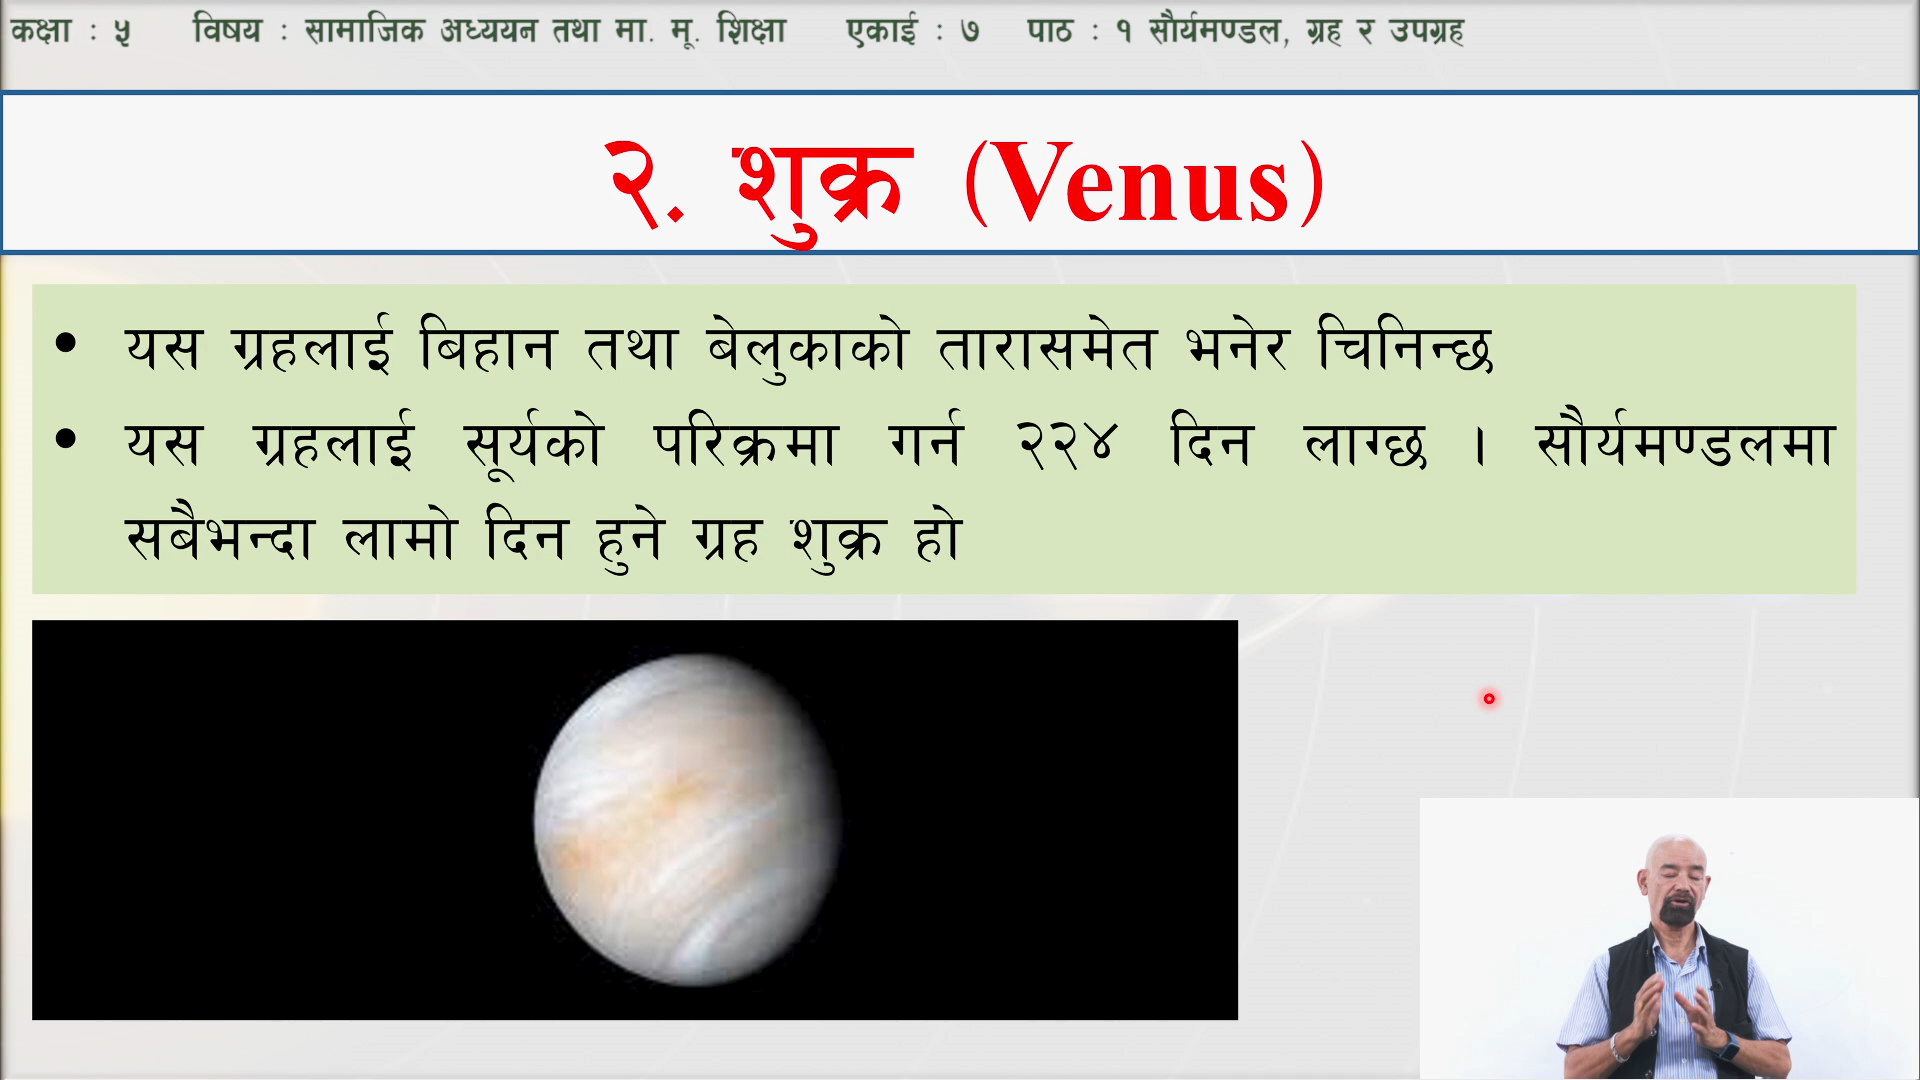 कक्षा : ५ विषय : सामाजिक अध्ययन तथा मा. मू. शिक्षा एकाई : ७ पाठ : १ सौर्यमण्डल, ग्रह र उपग्रह
२. शुक्र (Venus)
• यस ग्रहलाई बिहान तथा बेलुकाको तारासमेत भनेर चिनिन्छ
• यस ग्रहलाई सूर्यको परिक्रमा गर्न २२४ दिन लाग्छ । सौर्यमण्डलमा
सबैभन्दा लामो दिन हुने ग्रह शुक्र हो